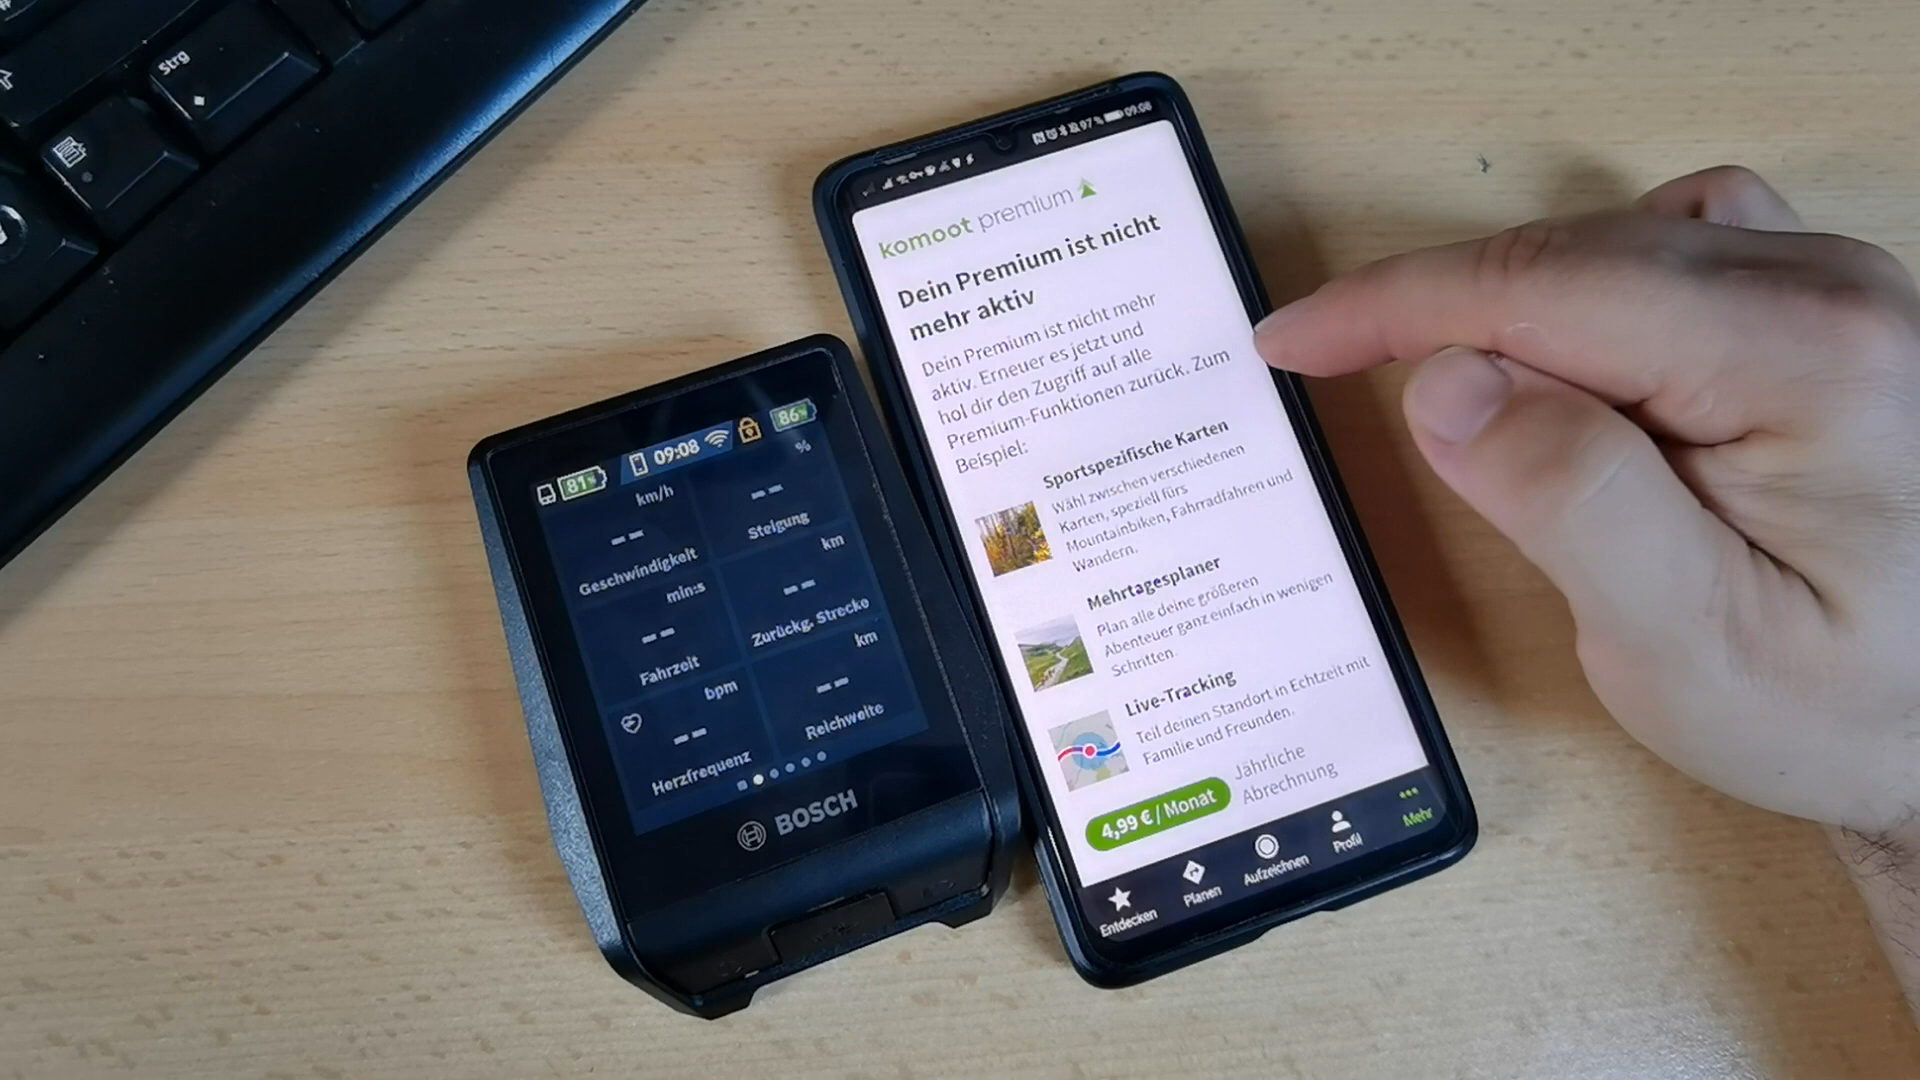 Strg
81%
09:08
86%
km/h
--
Geschwindigkeit
%
--
Steigung
min:s
--
Fahrzeit
km
--
Zurückg. Strecke
bpm
--
Herzfrequenz
km
--
Reichweite
BOSCH
97 %
09:08
komoot premium
Dein Premium ist nicht
mehr aktiv
Dein Premium ist nicht mehr
aktiv. Erneuer es jetzt und
hol dir den Zugriff auf alle
Premium-Funktionen zurück. Zum
Beispiel:
Sportspezifische Karten
Wähl zwischen verschiedenen
Karten, speziell fürs
Mountainbiken, Fahrradfahren und
Wandern.
Mehrtagesplaner
Plan alle deine größeren
Abenteuer ganz einfach in wenigen
Schritten.
Live-Tracking
Teil deinen Standort in Echtzeit mit
Familie und Freunden.
4,99 € / Monat
Jährliche
Abrechnung
Entdecken
Planen
Aufzeichnen
Profil
Mehr